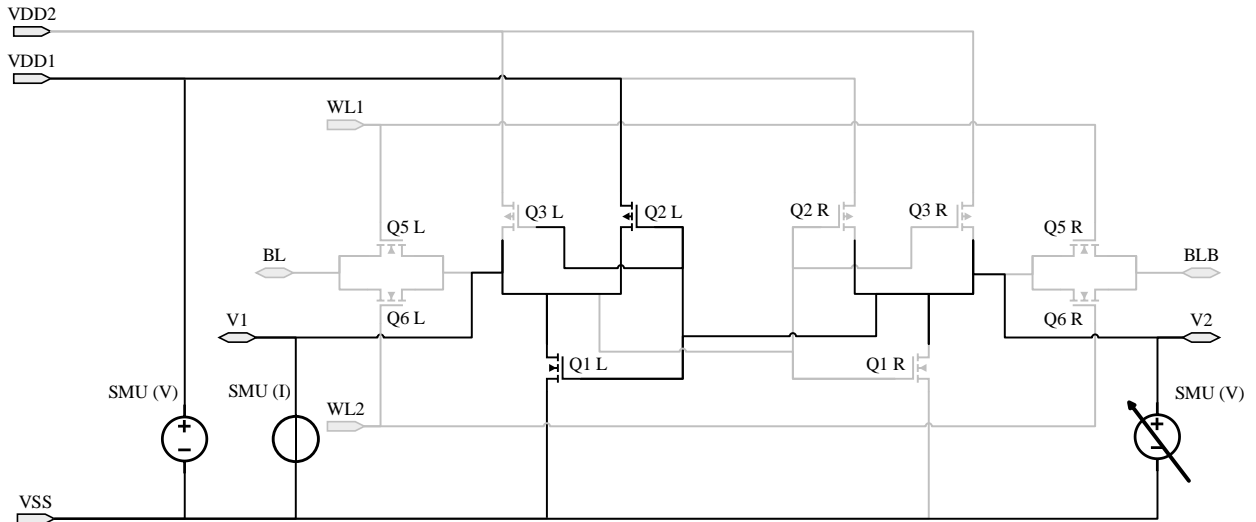 VDD2
VDD1
WL1
Q3 L
Q2 L
Q2 R
Q3 R
Q5 L
Q5 R
BL
BLB
Q6 L
Q6 R
V1
V2
Q1 L
Q1 R
SMU (V)
SMU (I)
SMU (V)
WL2
+
−
+
−
VSS